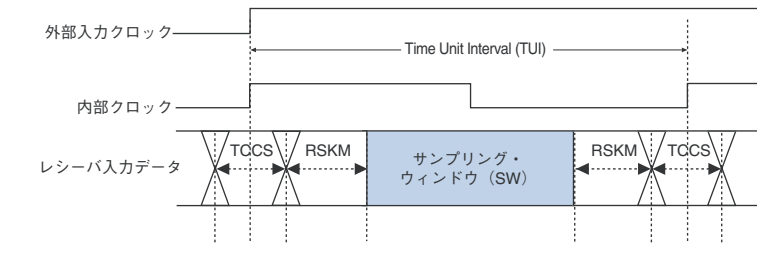 外部入力クロック
Time Unit Interval (TUI)
内部クロック
レシーバ入力データ
TCCS
RSKM
サンプリング・
ウィンドウ（SW）
RSKM
TCCS